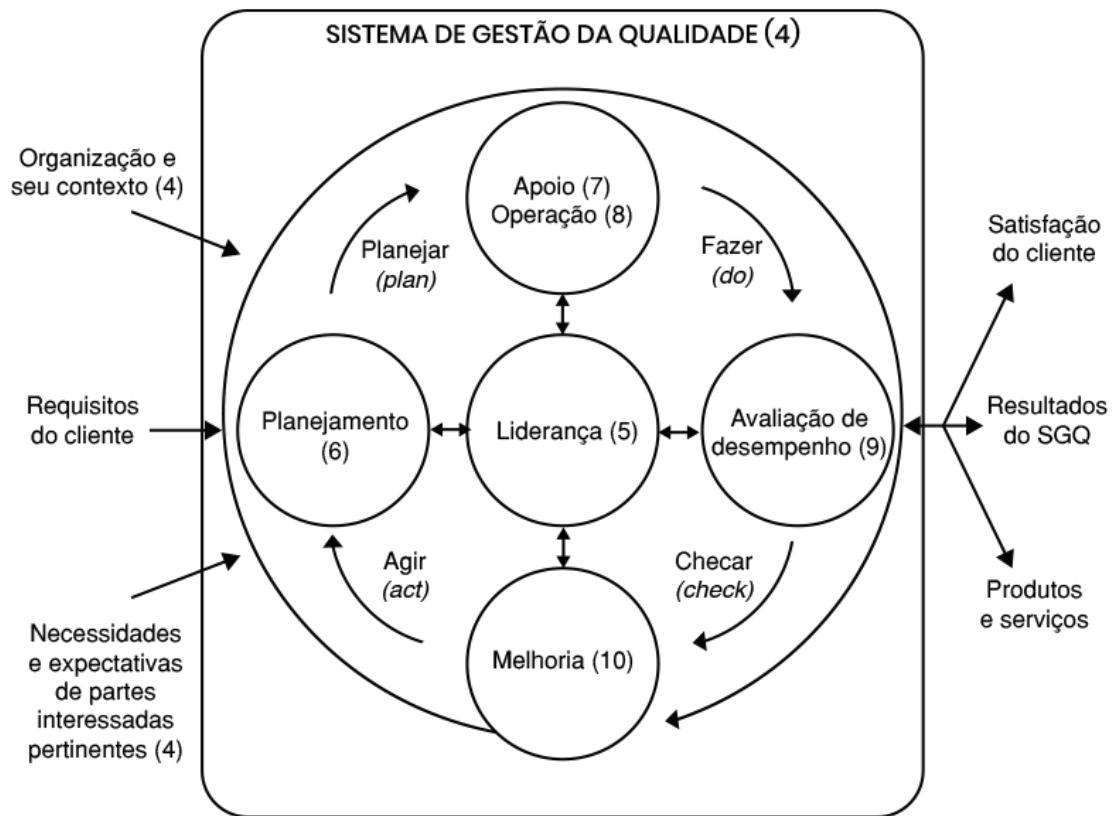 SISTEMA DE GESTÃO DA QUALIDADE (4)
Organização e
seu contexto (4)
Requisitos
do cliente
Necessidades
e expectativas
de partes
interessadas
pertinentes (4)
Planejar
(plan)
Apoio (7)
Operação (8)
Fazer
(do)
Planejamento
(6)
Liderança (5)
Avaliação de
desempenho (9)
Agir
(act)
Melhoria (10)
Checar
(check)
Satisfação
do cliente
Resultados
do SGQ
Produtos
e serviços